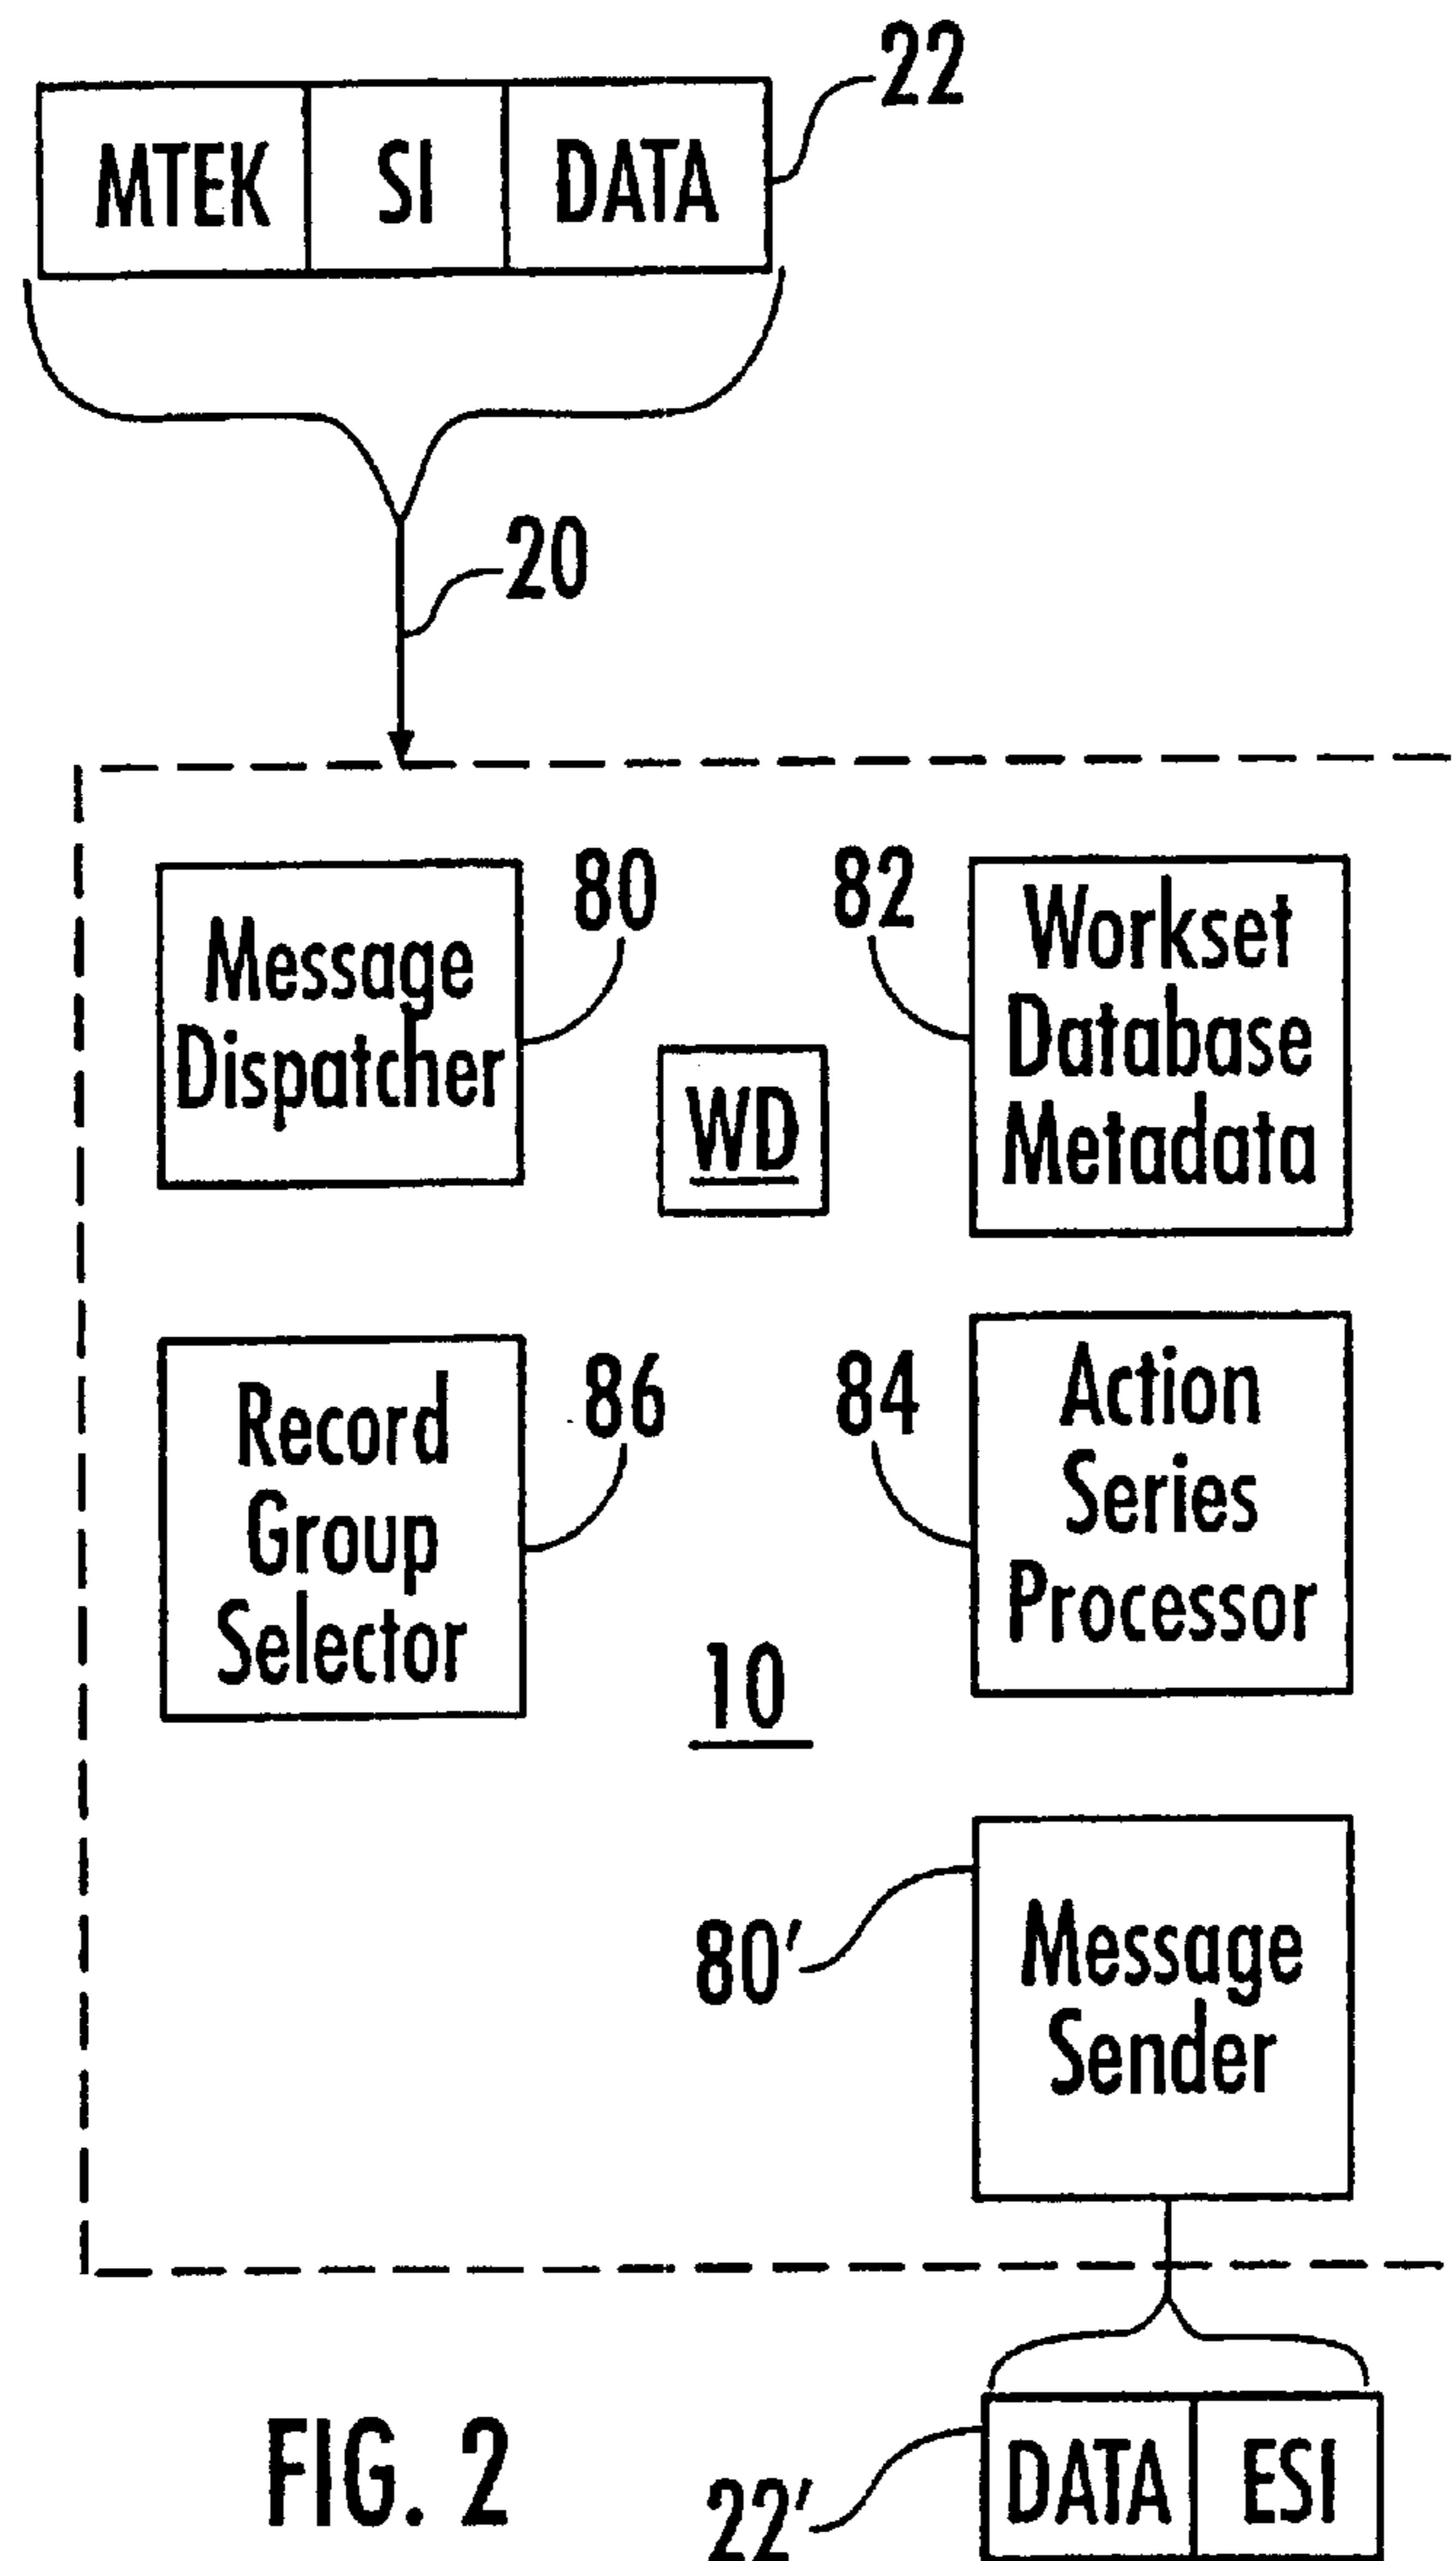 22
MTEK SI DATA
20
Message
Dispatcher
80
82
Workset
Database
Metadata
WD
Record
Group
Selector
86
84
Action
Series
Processor
10
80'
Message
Sender
FIG. 2
22'
DATA ESI